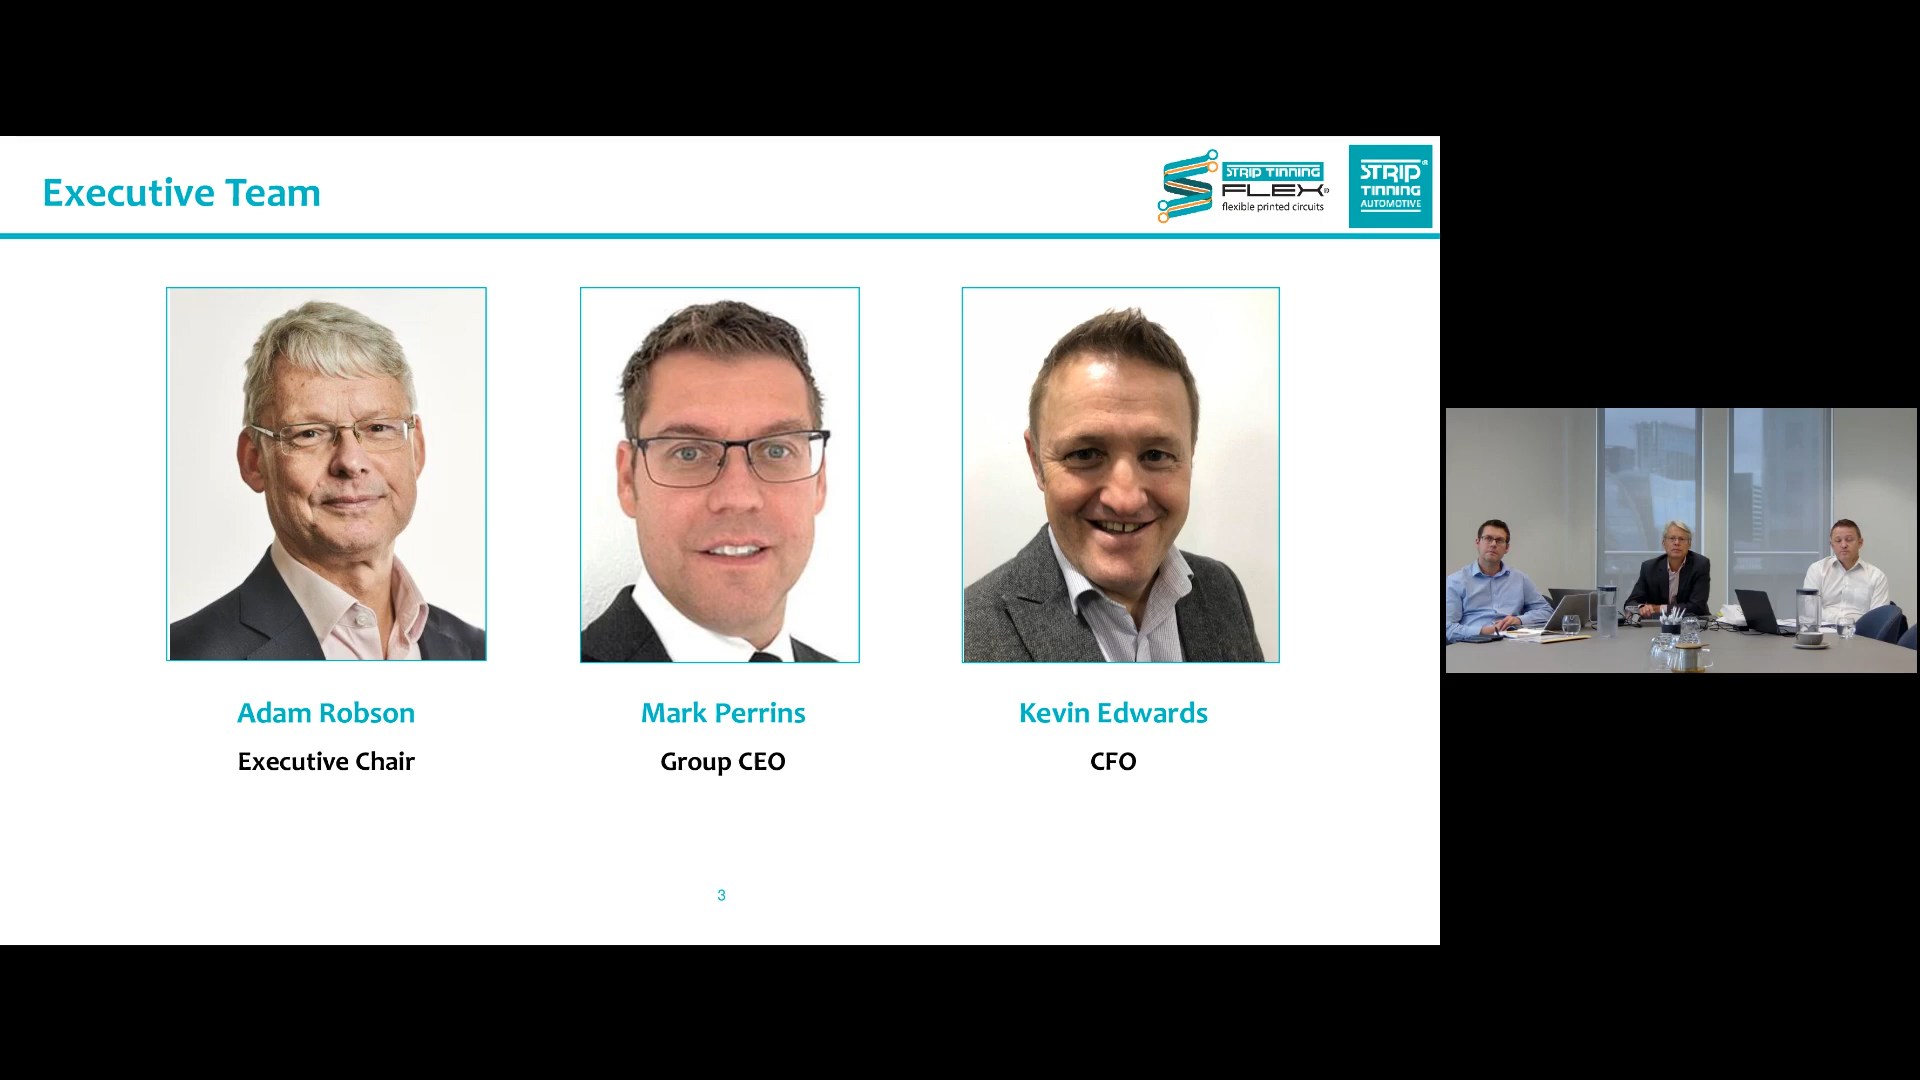 Executive Team
STRIP TINNING
FLEX®
flexible printed circuits
STRIP®
TINNING
AUTOMOTIVE
Adam Robson
Executive Chair
Mark Perrins
Group CEO
Kevin Edwards
CFO
3